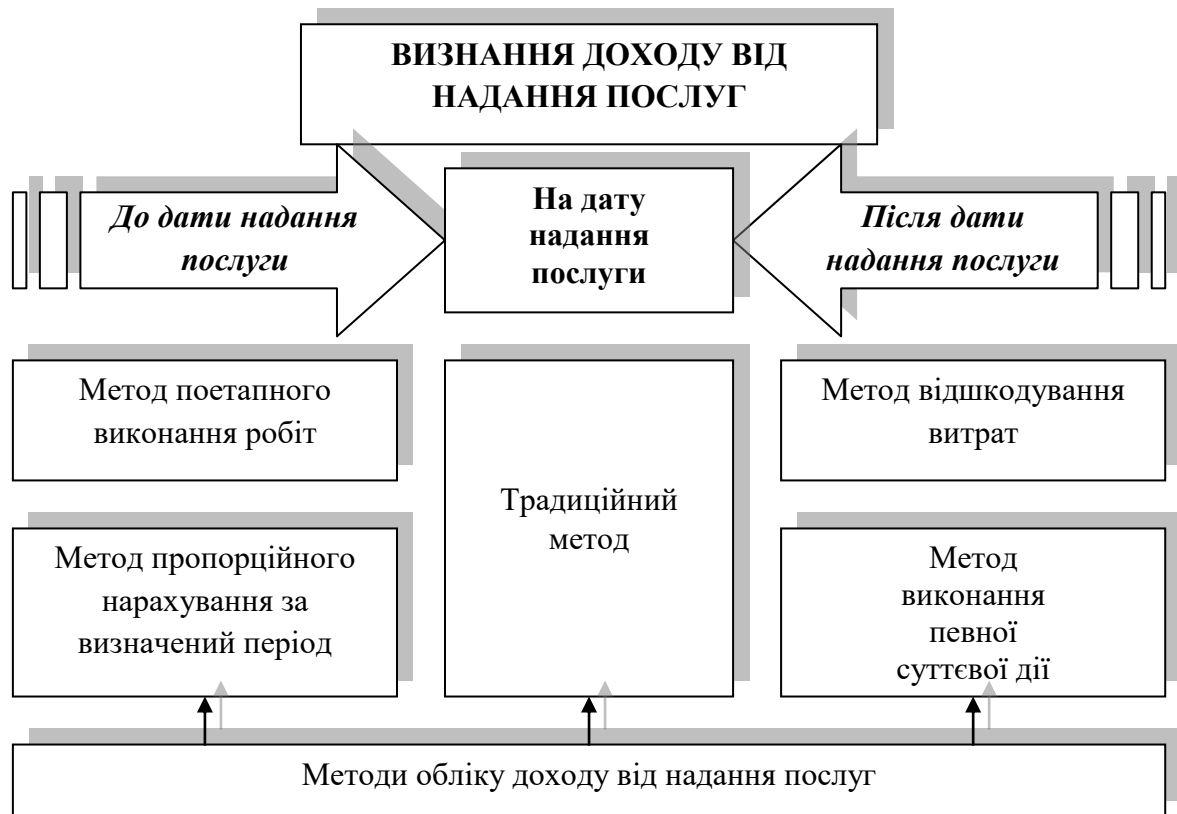 ВИЗНАННЯ ДОХОДУ ВІД
НАДАННЯ ПОСЛУГ
До дати надання
послуги
На дату
надання
послуги
Після дати
надання послуги
Метод поетапного
виконання робіт
Традиційний
метод
Метод відшкодування
витрат
Метод пропорційного
нарахування за
визначений період
Метод
виконання
певної
суттєвої дії
Методи обліку доходу від надання послуг